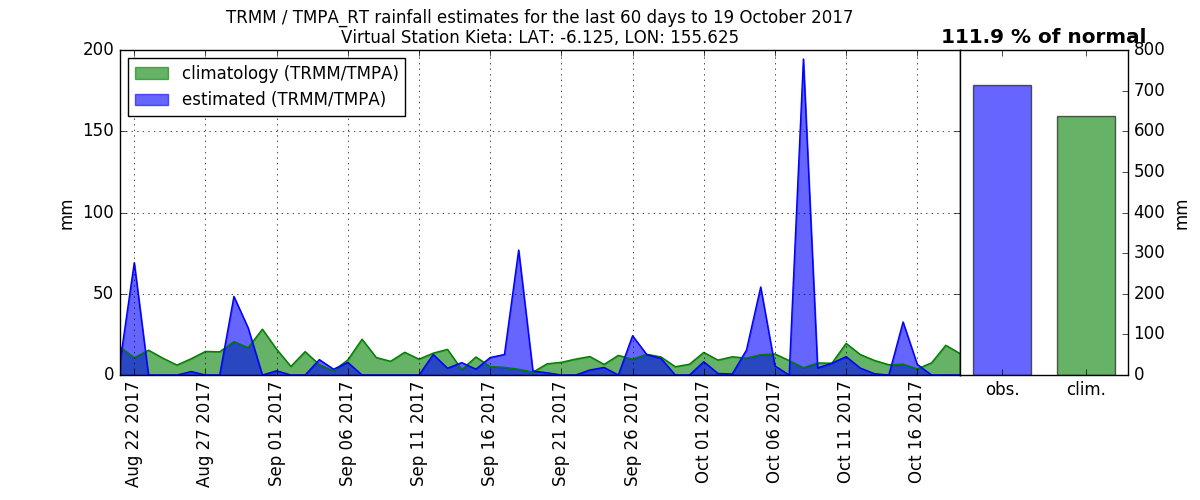 TRMM / TMPA_RT rainfall estimates for the last 60 days to 19 October 2017
Virtual Station Kieta: LAT: -6.125, LON: 155.625
111.9 % of normal
climatology (TRMM/TMPA)
estimated (TRMM/TMPA)
200
150
100
50
0
mm
800
700
600
500
400
300
200
100
0
mm
Aug 22 2017
Aug 27 2017
Sep 01 2017
Sep 06 2017
Sep 11 2017
Sep 16 2017
Sep 21 2017
Sep 26 2017
Oct 01 2017
Oct 06 2017
Oct 11 2017
Oct 16 2017
obs.
clim.